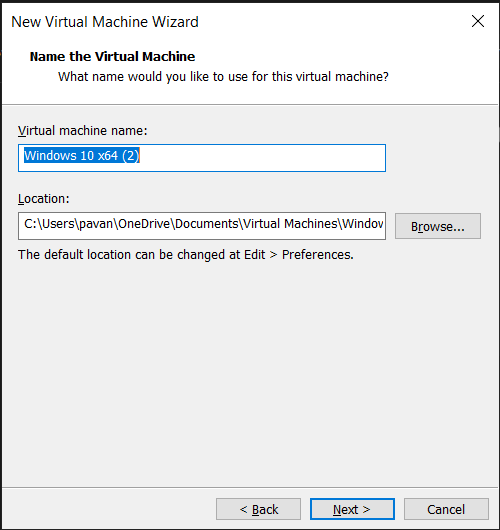 New Virtual Machine Wizard
Name the Virtual Machine
What name would you like to use for this virtual machine?
Virtual machine name:
Windows 10 x64 (2)
Location:
C:\Users\pavan\OneDrive\Documents\Virtual Machines\Window
Browse...
The default location can be changed at Edit > Preferences.
< Back Next > Cancel